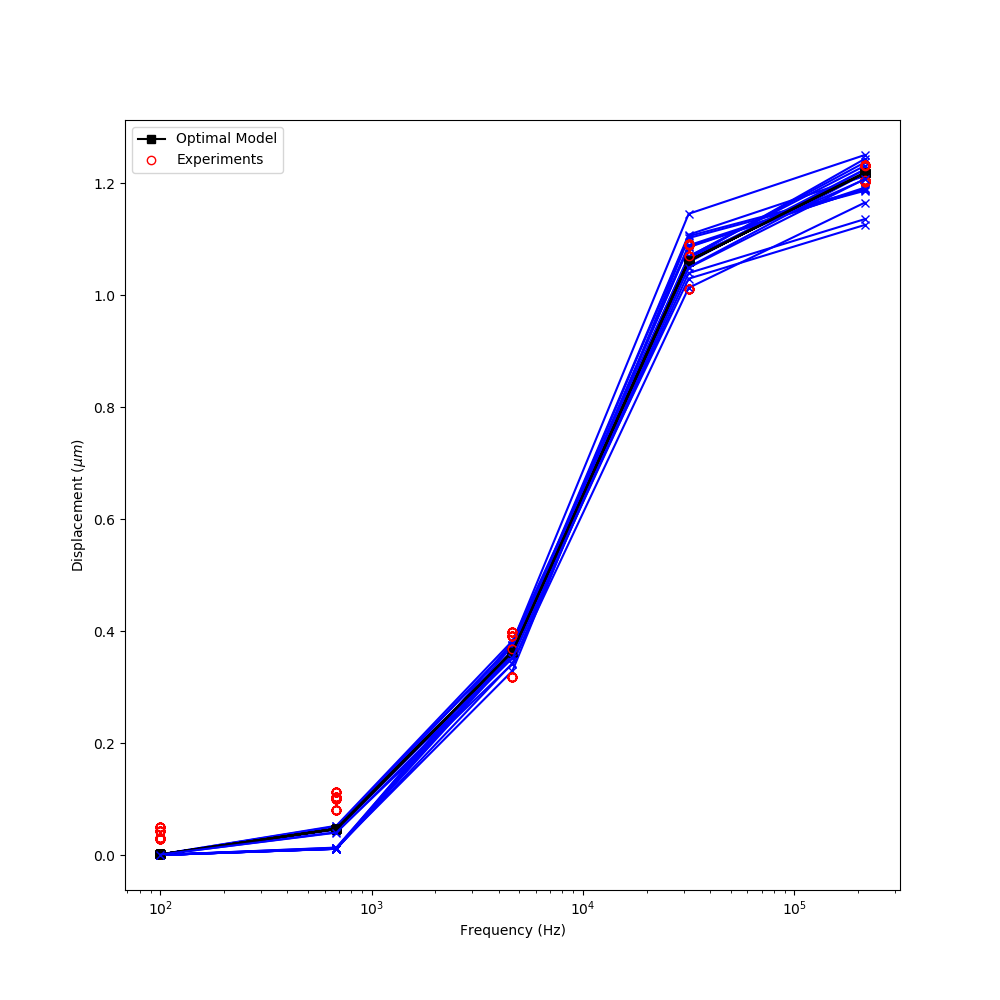 Optimal Model
Experiments
1.2
1.0
0.8
0.6
0.4
0.2
0.0
Displacement (μm)
10²
10³
10⁴
10⁵
Frequency (Hz)